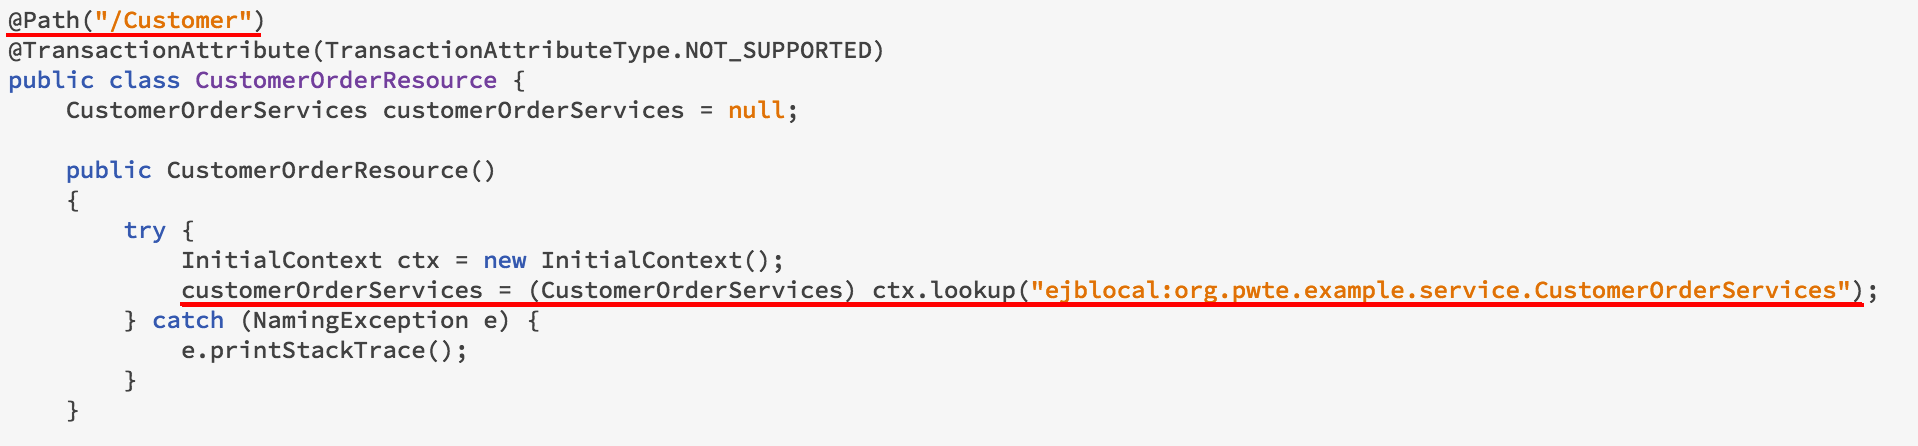 @Path("/Customer")
@TransactionAttribute(TransactionAttributeType.NOT_SUPPORTED)
public class CustomerOrderResource {
    CustomerOrderServices customerOrderServices = null;

    public CustomerOrderResource()
    {
        try {
            InitialContext ctx = new InitialContext();
            customerOrderServices = (CustomerOrderServices) ctx.lookup("ejblocal:org.pwte.example.service.CustomerOrderServices");
        } catch (NamingException e) {
            e.printStackTrace();
        }
    }